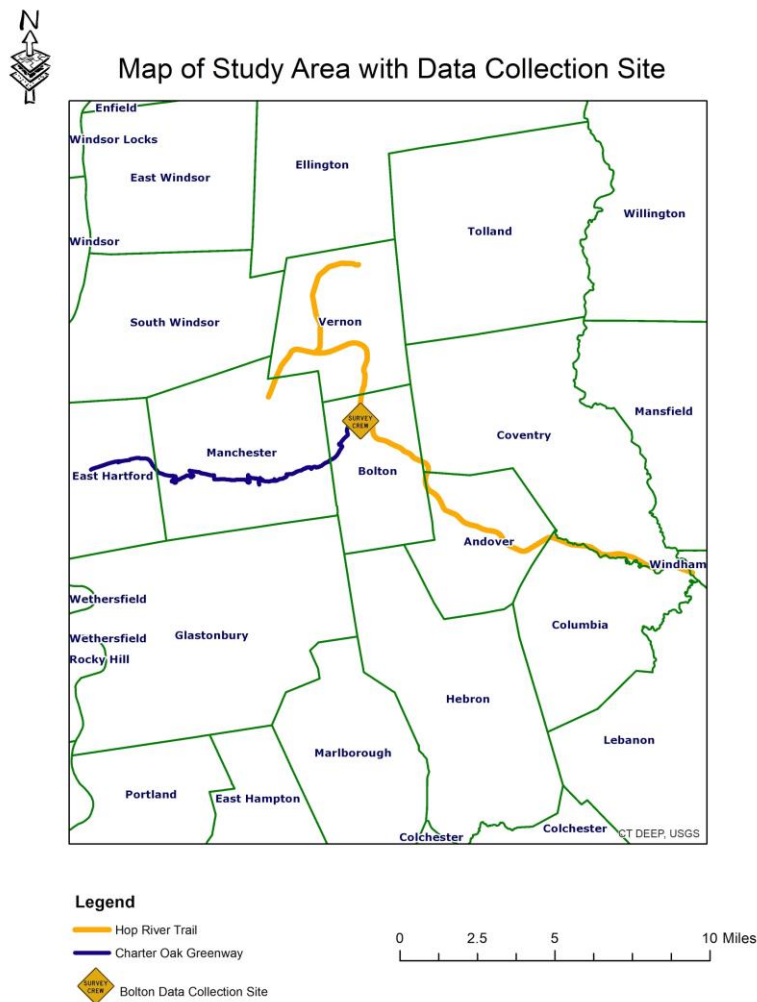 N
Map of Study Area with Data Collection Site
Enfield
Windsor Locks
East Windsor
Ellington
Willington
Tolland
Windsor
South Windsor
Vernon
Mansfield
SURVEY
CREW
Coventry
Manchester
Bolton
East Hartford
Andover
Windham
Wethersfield
Columbia
Glastonbury
Wethersfield
Rocky Hill
Hebron
Lebanon
Marlborough
Portland
East Hampton
Colchester
Colchester
CT DEEP, USGS
Legend
Hop River Trail
Charter Oak Greenway
SURVEY
CREW
Bolton Data Collection Site
0 2.5 5 10 Miles